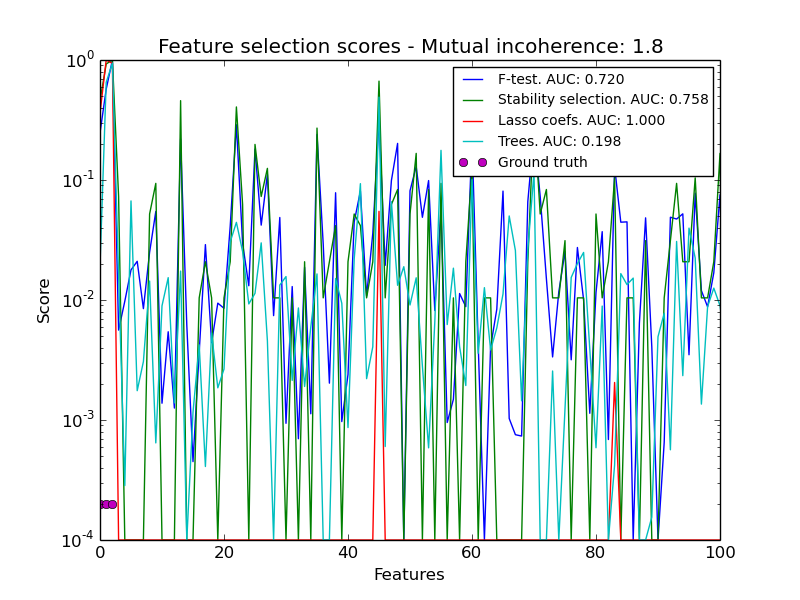 Feature selection scores - Mutual incoherence: 1.8
10^0
10^-1
10^-2
10^-3
10^-4
Score
F-test. AUC: 0.720
Stability selection. AUC: 0.758
Lasso coefs. AUC: 1.000
Trees. AUC: 0.198
Ground truth
0 20 40 60 80 100
Features